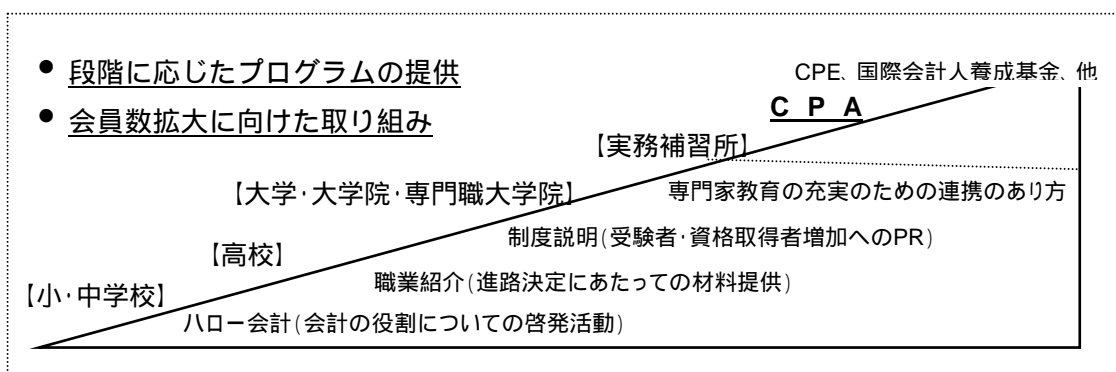 ● 段階に応じたプログラムの提供
CPE、国際会計人養成基金、他
● 会員数拡大に向けた取り組み
CPA
【実務補習所】
【大学・大学院・専門職大学院】
専門家教育の充実のための連携のあり方
制度説明(受験者・資格取得者増加へのPR)
【高校】
職業紹介(進路決定にあたっての材料提供)
【小・中学校】
ハロー会計(会計の役割についての啓発活動)